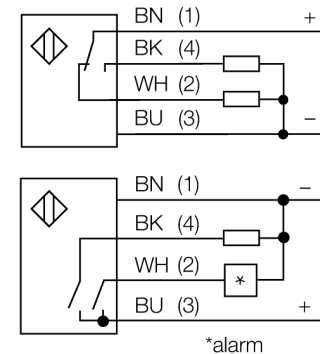 BN (1) +
BK (4)
WH (2)
BU (3) –
BN (1) –
BK (4)
WH (2)
*
BU (3) +
*alarm